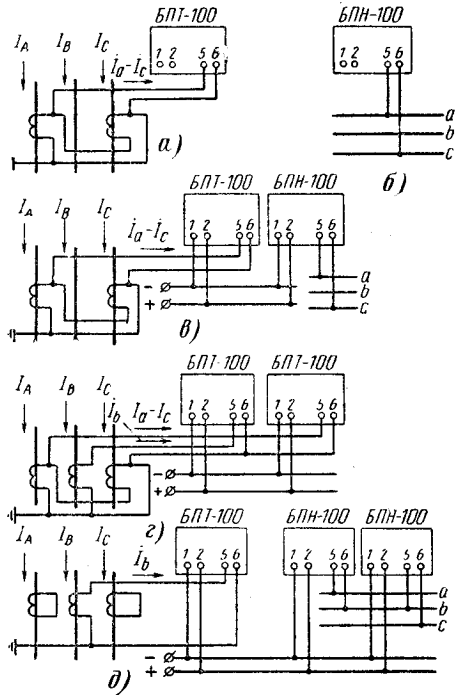 БПТ-100 БПН-100
I_A I_B I_C
İ_a-İ_c
1 2 5 6 1 2 5 6
a
b
c
а) б)
БПТ-100 БПН-100
I_A I_B I_C
İ_a-İ_c
1 2 5 6 1 2 5 6
a
b
c
-
+
в)
БПТ-100 БПТ-100
I_A I_B I_C
İ_b İ_a-İ_c
1 2 5 6 1 2 5 6
-
+
г)
БПТ-100 БПН-100 БПН-100
I_A I_B I_C
İ_b
1 2 5 6 1 2 5 6 1 2 5 6
a
b
c
-
+
д)